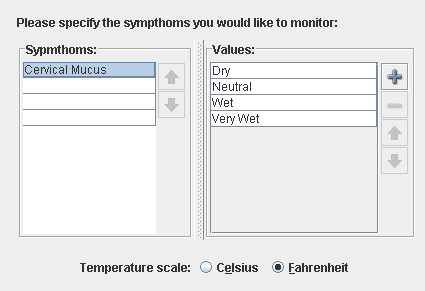 Please specify the sympthoms you would like to monitor:
Sypmthoms:
Cervical Mucus
Values:
Dry
Neutral
Wet
Very Wet
Temperature scale: Celsius Fahrenheit